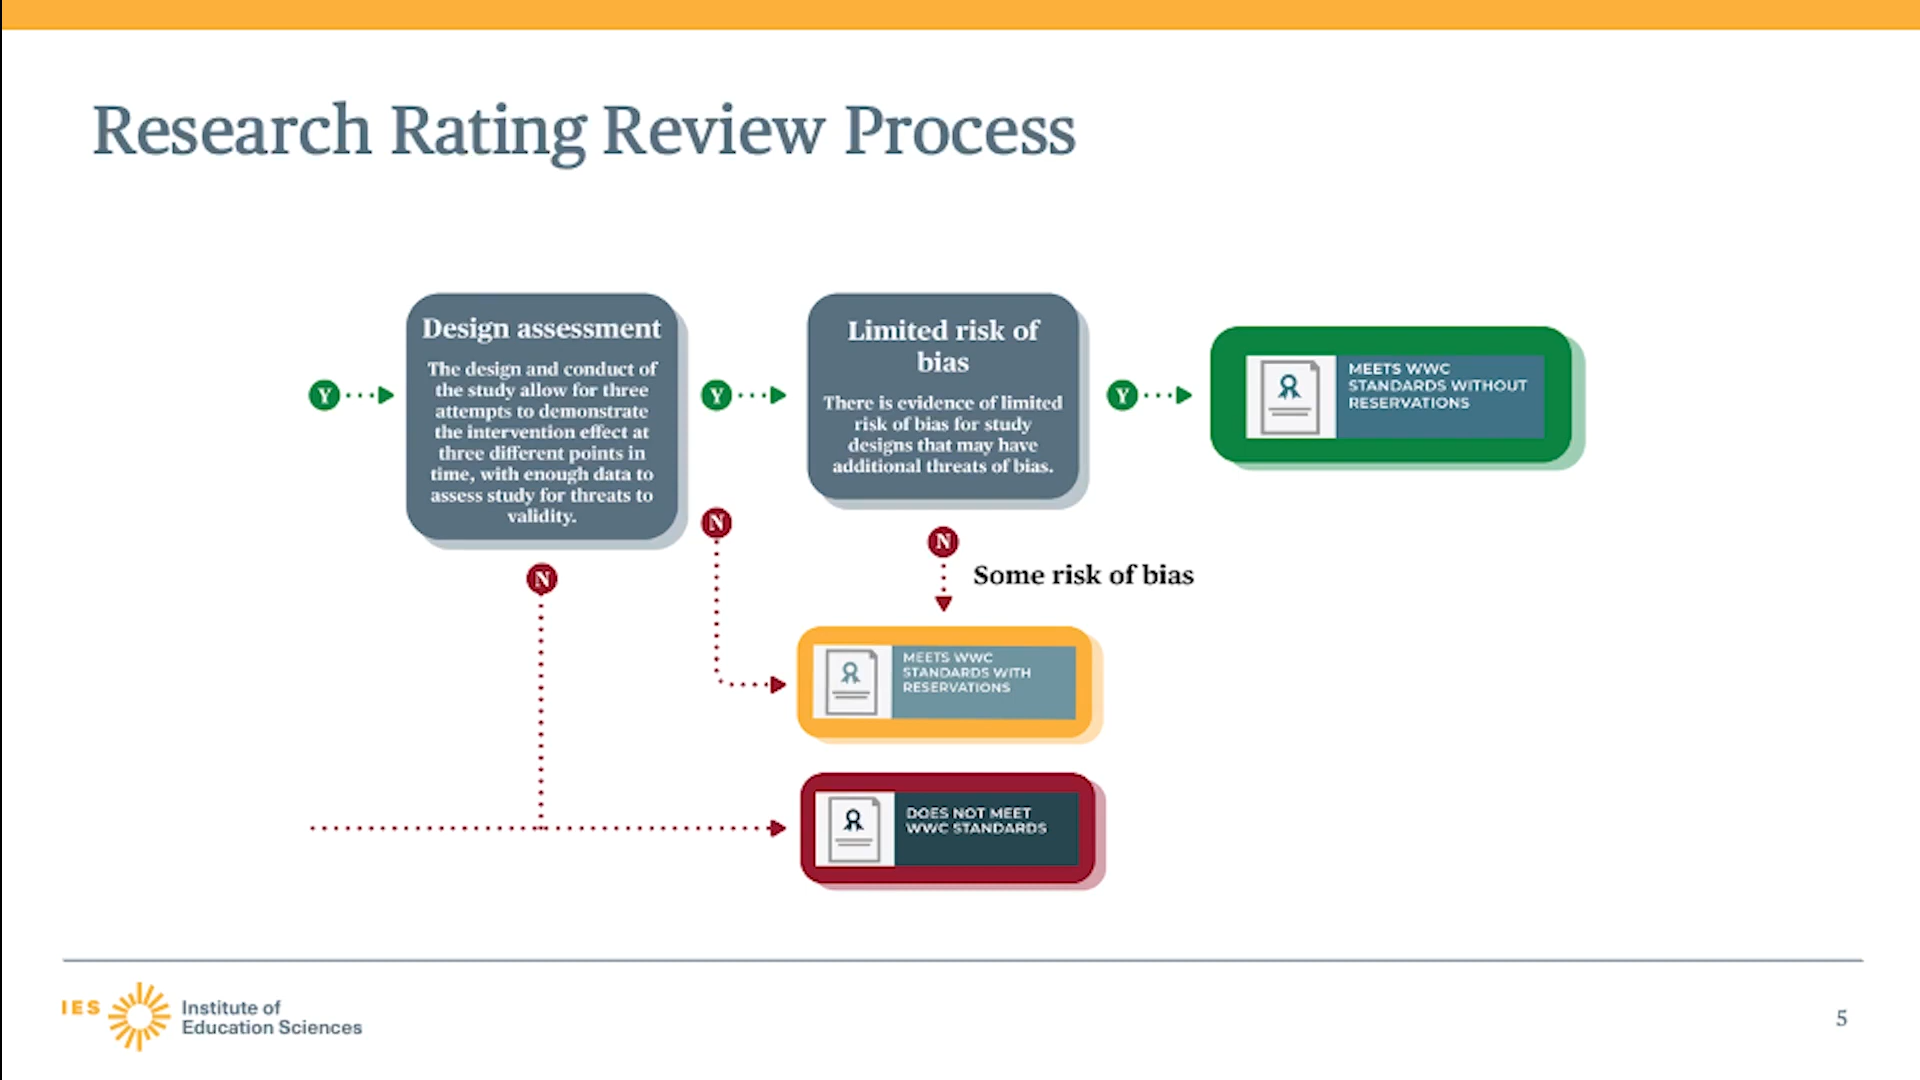 Research Rating Review Process
Y
Design assessment
The design and conduct of
the study allow for three
attempts to demonstrate
the intervention effect at
three different points in
time, with enough data to
assess study for threats to
validity.
Y
Limited risk of
bias
There is evidence of limited
risk of bias for study
designs that may have
additional threats of bias.
Y
MEETS WWC
STANDARDS WITHOUT
RESERVATIONS
N
N
N
Some risk of bias
MEETS WWC
STANDARDS WITH
RESERVATIONS
DOES NOT MEET
WWC STANDARDS
IES
Institute of
Education Sciences
5